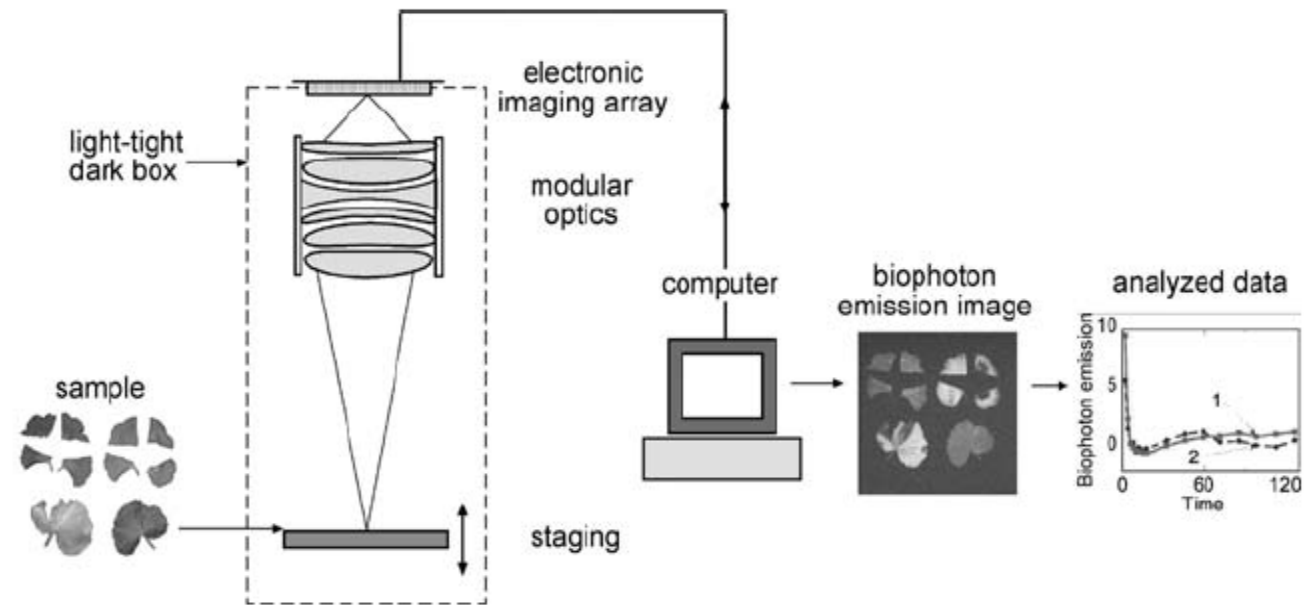 electronic
imaging array
light-tight
dark box
modular
optics
computer
biophoton
emission image
analyzed data
sample
staging
Biophoton emission
10
5
0
1
2
0
60
120
Time